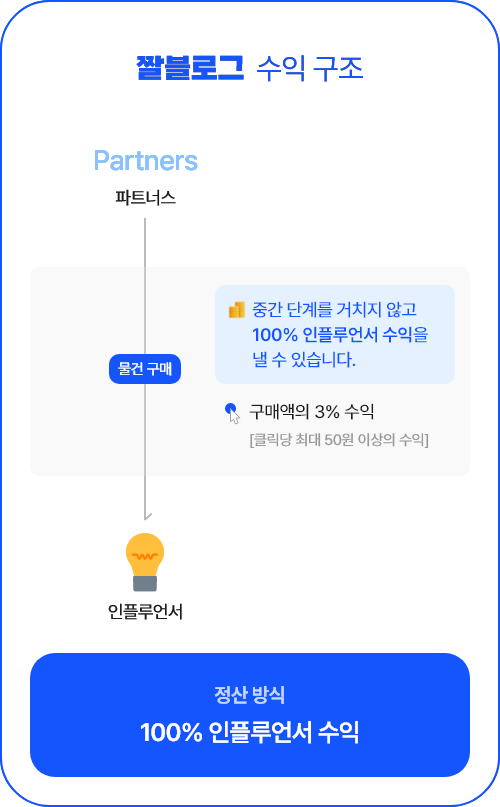 짤블로그 수익 구조
Partners
파트너스
중간 단계를 거치지 않고
100% 인플루언서 수익을
낼 수 있습니다.
물건 구매
구매액의 3% 수익
[클릭당 최대 50원 이상의 수익]
인플루언서
정산 방식
100% 인플루언서 수익